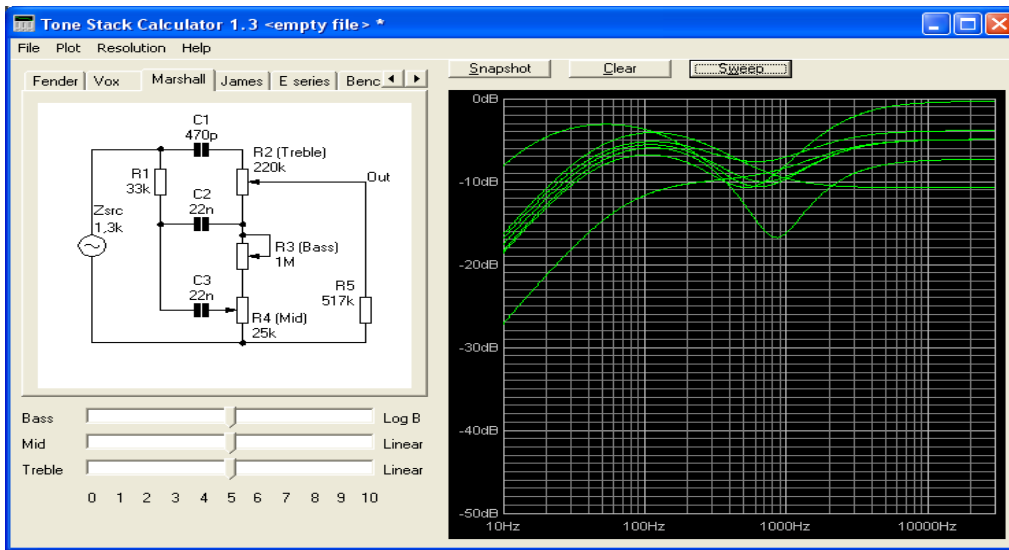 Tone Stack Calculator 1.3 <empty file> *
File Plot Resolution Help
Fender Vox Marshall James E series Benc
C1
470p
R2 (Treble)
220k
R1
33k
Out
C2
22n
Zsrc
1,3k
R3 (Bass)
1M
C3
22n
R5
517k
R4 (Mid)
25k
Bass Log B
Mid Linear
Treble Linear
0 1 2 3 4 5 6 7 8 9 10
Snapshot Clear Sweep
0dB
-10dB
-20dB
-30dB
-40dB
-50dB
10Hz 100Hz 1000Hz 10000Hz